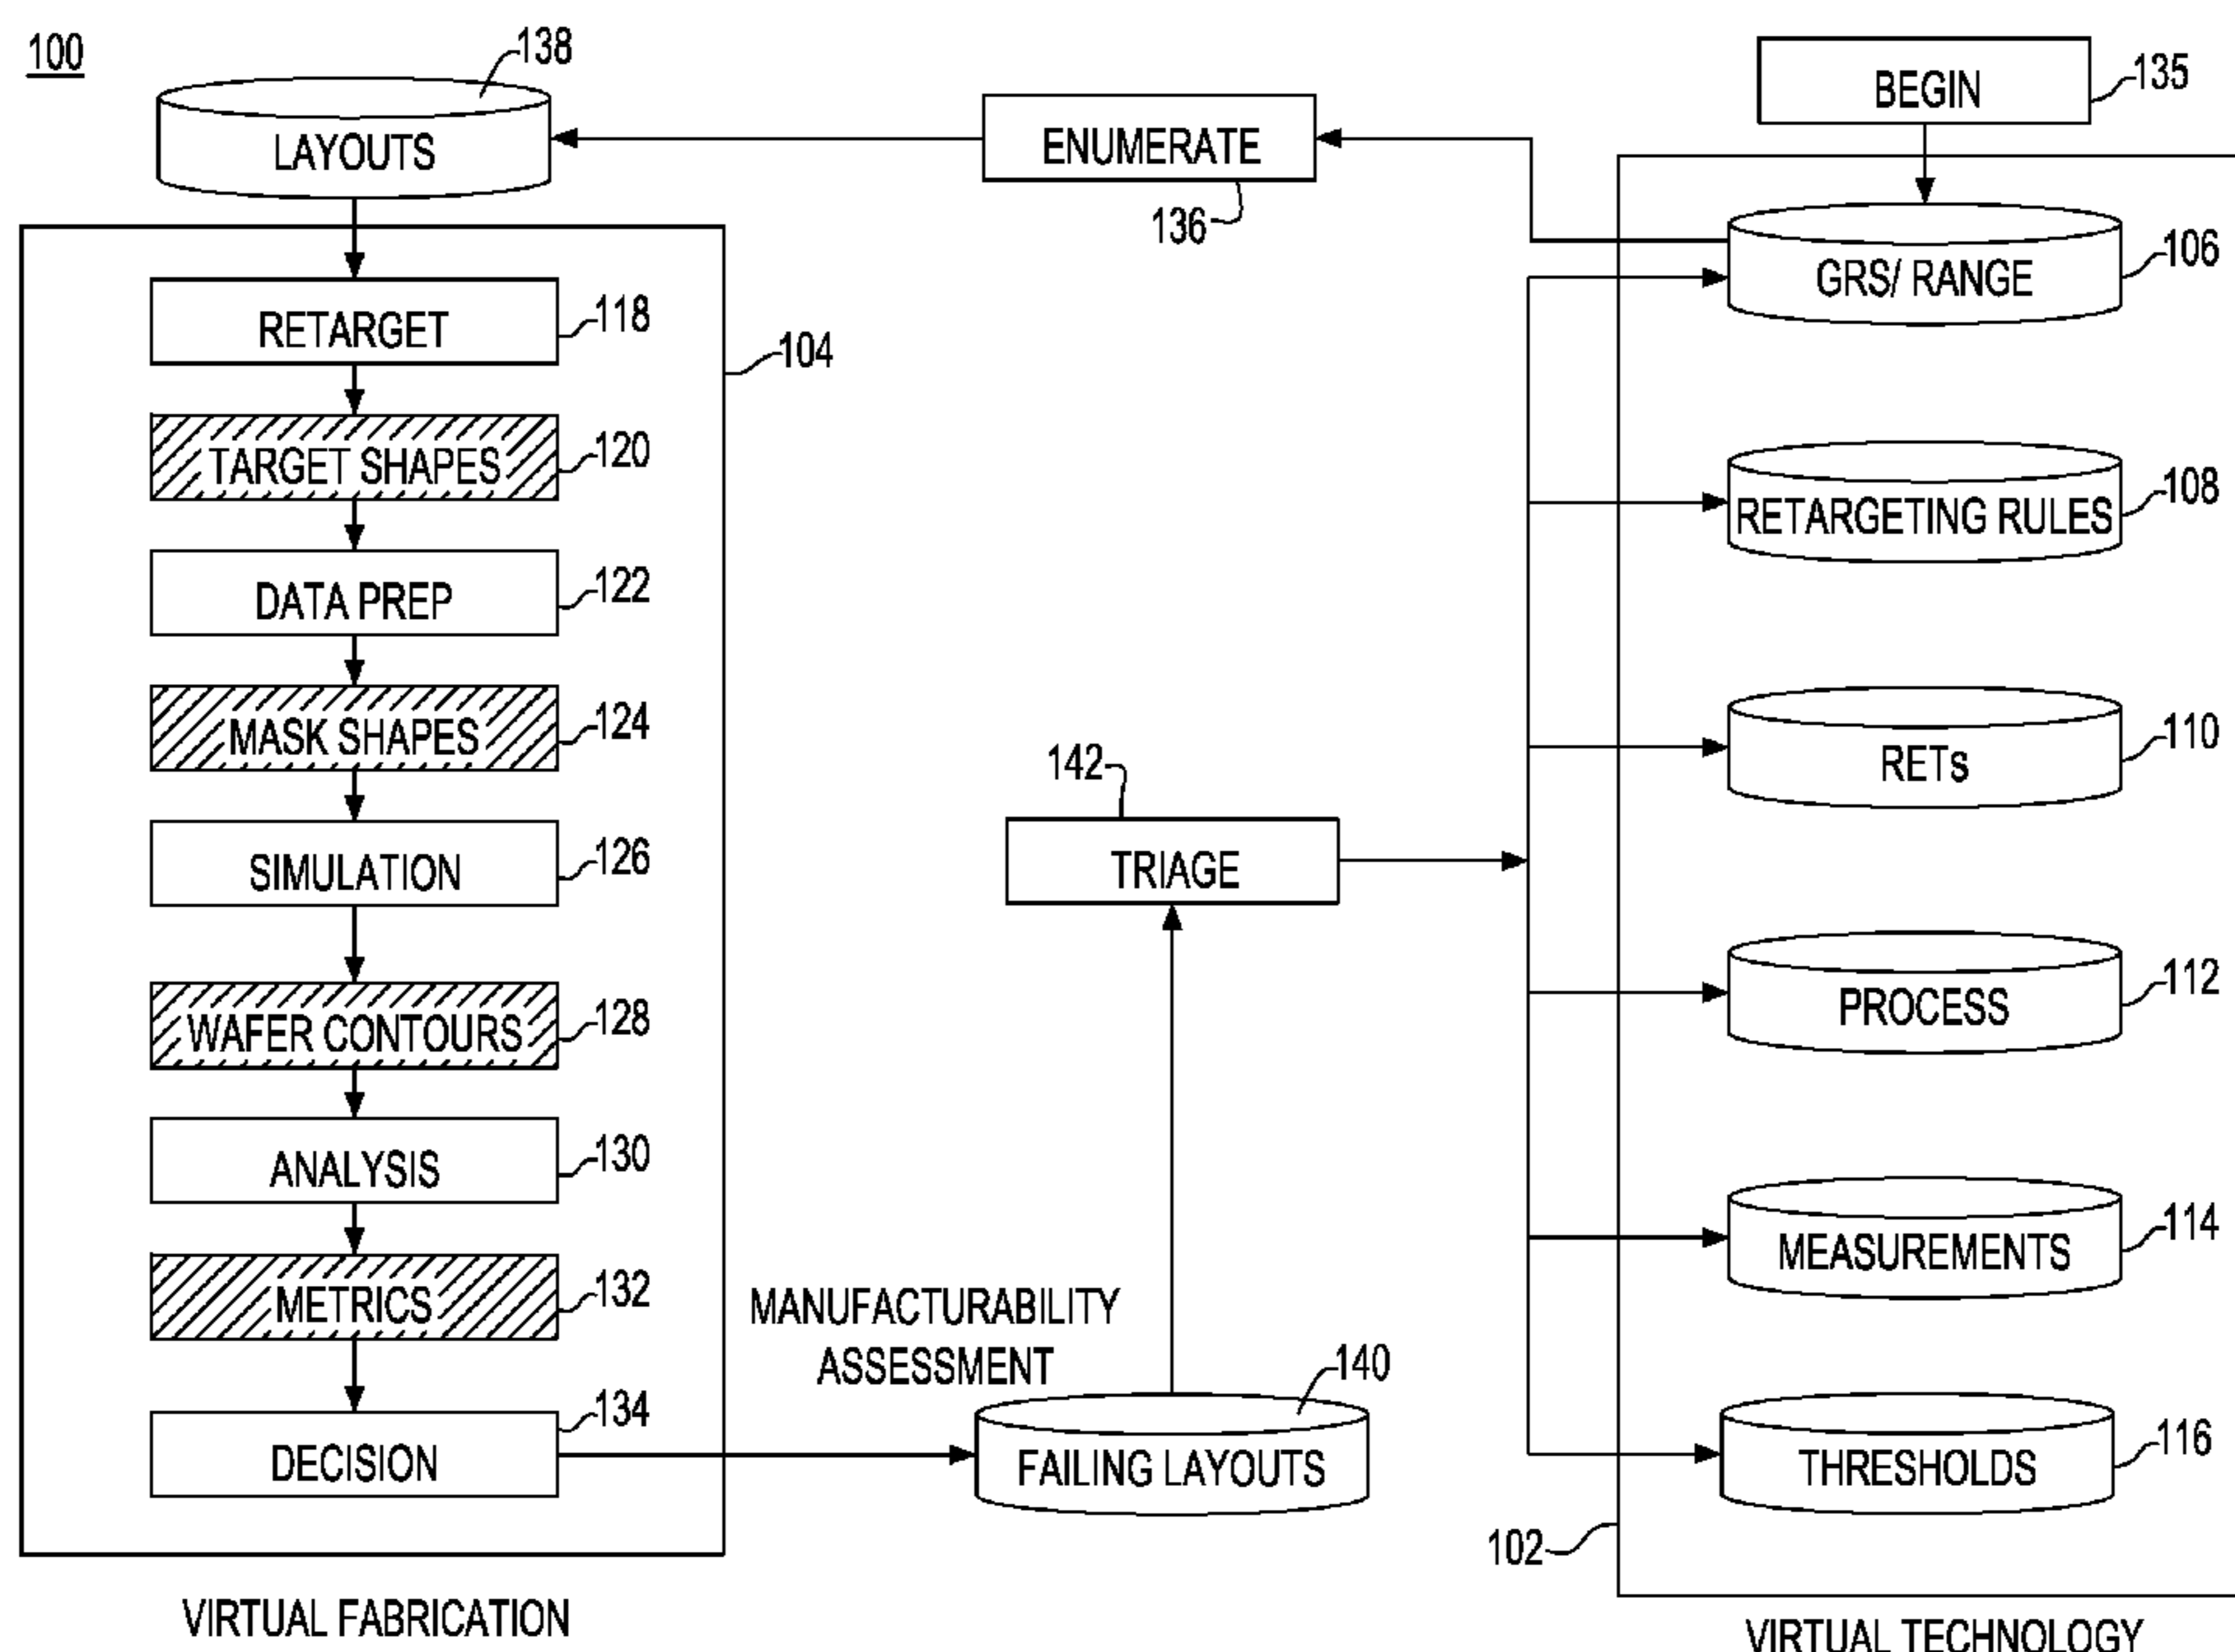 100
138
LAYOUTS
ENUMERATE
136
BEGIN
135
GRS/ RANGE
106
RETARGETING RULES
108
RETs
110
PROCESS
112
MEASUREMENTS
114
THRESHOLDS
116
102
VIRTUAL TECHNOLOGY
RETARGET
118
104
TARGET SHAPES
120
DATA PREP
122
MASK SHAPES
124
SIMULATION
126
WAFER CONTOURS
128
ANALYSIS
130
METRICS
132
DECISION
134
VIRTUAL FABRICATION
MANUFACTURABILITY
ASSESSMENT
140
FAILING LAYOUTS
142
TRIAGE